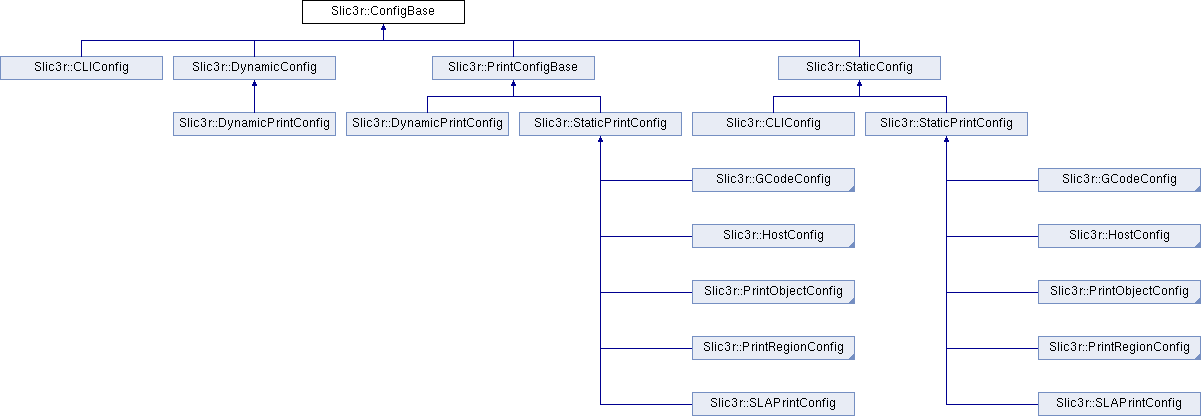 Slic3r::ConfigBase
Slic3r::CLIConfig
Slic3r::DynamicConfig
Slic3r::PrintConfigBase
Slic3r::StaticConfig
Slic3r::DynamicPrintConfig
Slic3r::DynamicPrintConfig
Slic3r::StaticPrintConfig
Slic3r::CLIConfig
Slic3r::StaticPrintConfig
Slic3r::GCodeConfig
Slic3r::GCodeConfig
Slic3r::HostConfig
Slic3r::HostConfig
Slic3r::PrintObjectConfig
Slic3r::PrintObjectConfig
Slic3r::PrintRegionConfig
Slic3r::PrintRegionConfig
Slic3r::SLAPrintConfig
Slic3r::SLAPrintConfig